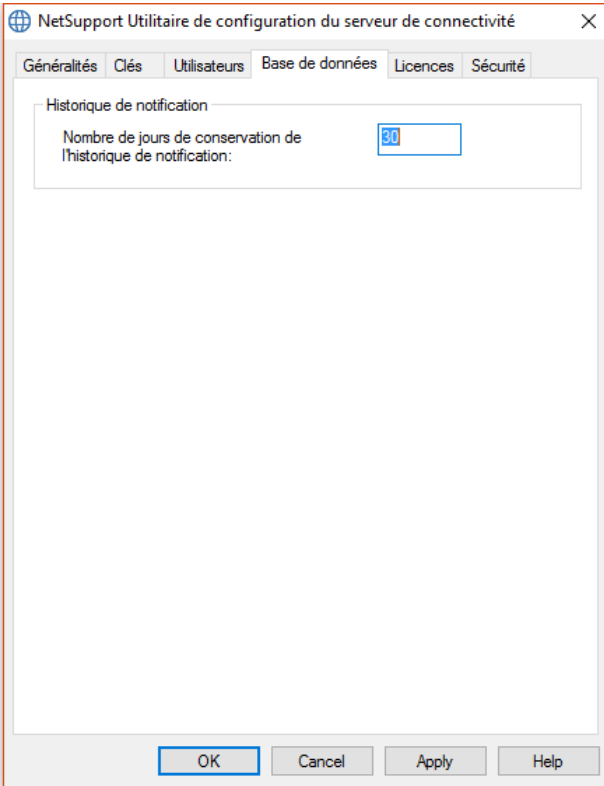 NetSupport Utilitaire de configuration du serveur de connectivité
Généralités Clés Utilisateurs Base de données Licences Sécurité
Historique de notification
Nombre de jours de conservation de
l'historique de notification:
30
OK Cancel Apply Help